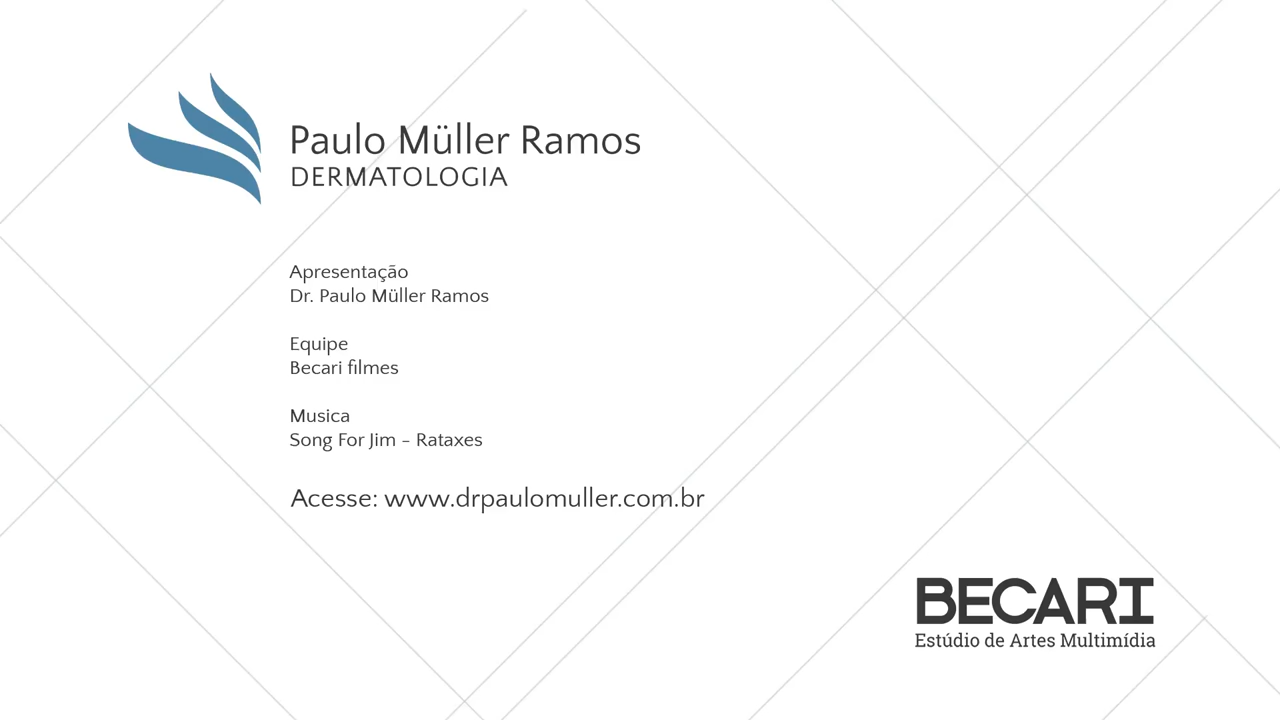 Paulo Müller Ramos
DERMATOLOGIA
Apresentação
Dr. Paulo Müller Ramos
Equipe
Becari filmes
Musica
Song For Jim - Rataxes
Acesse: www.drpaulomuller.com.br
BECARI
Estúdio de Artes Multimídia